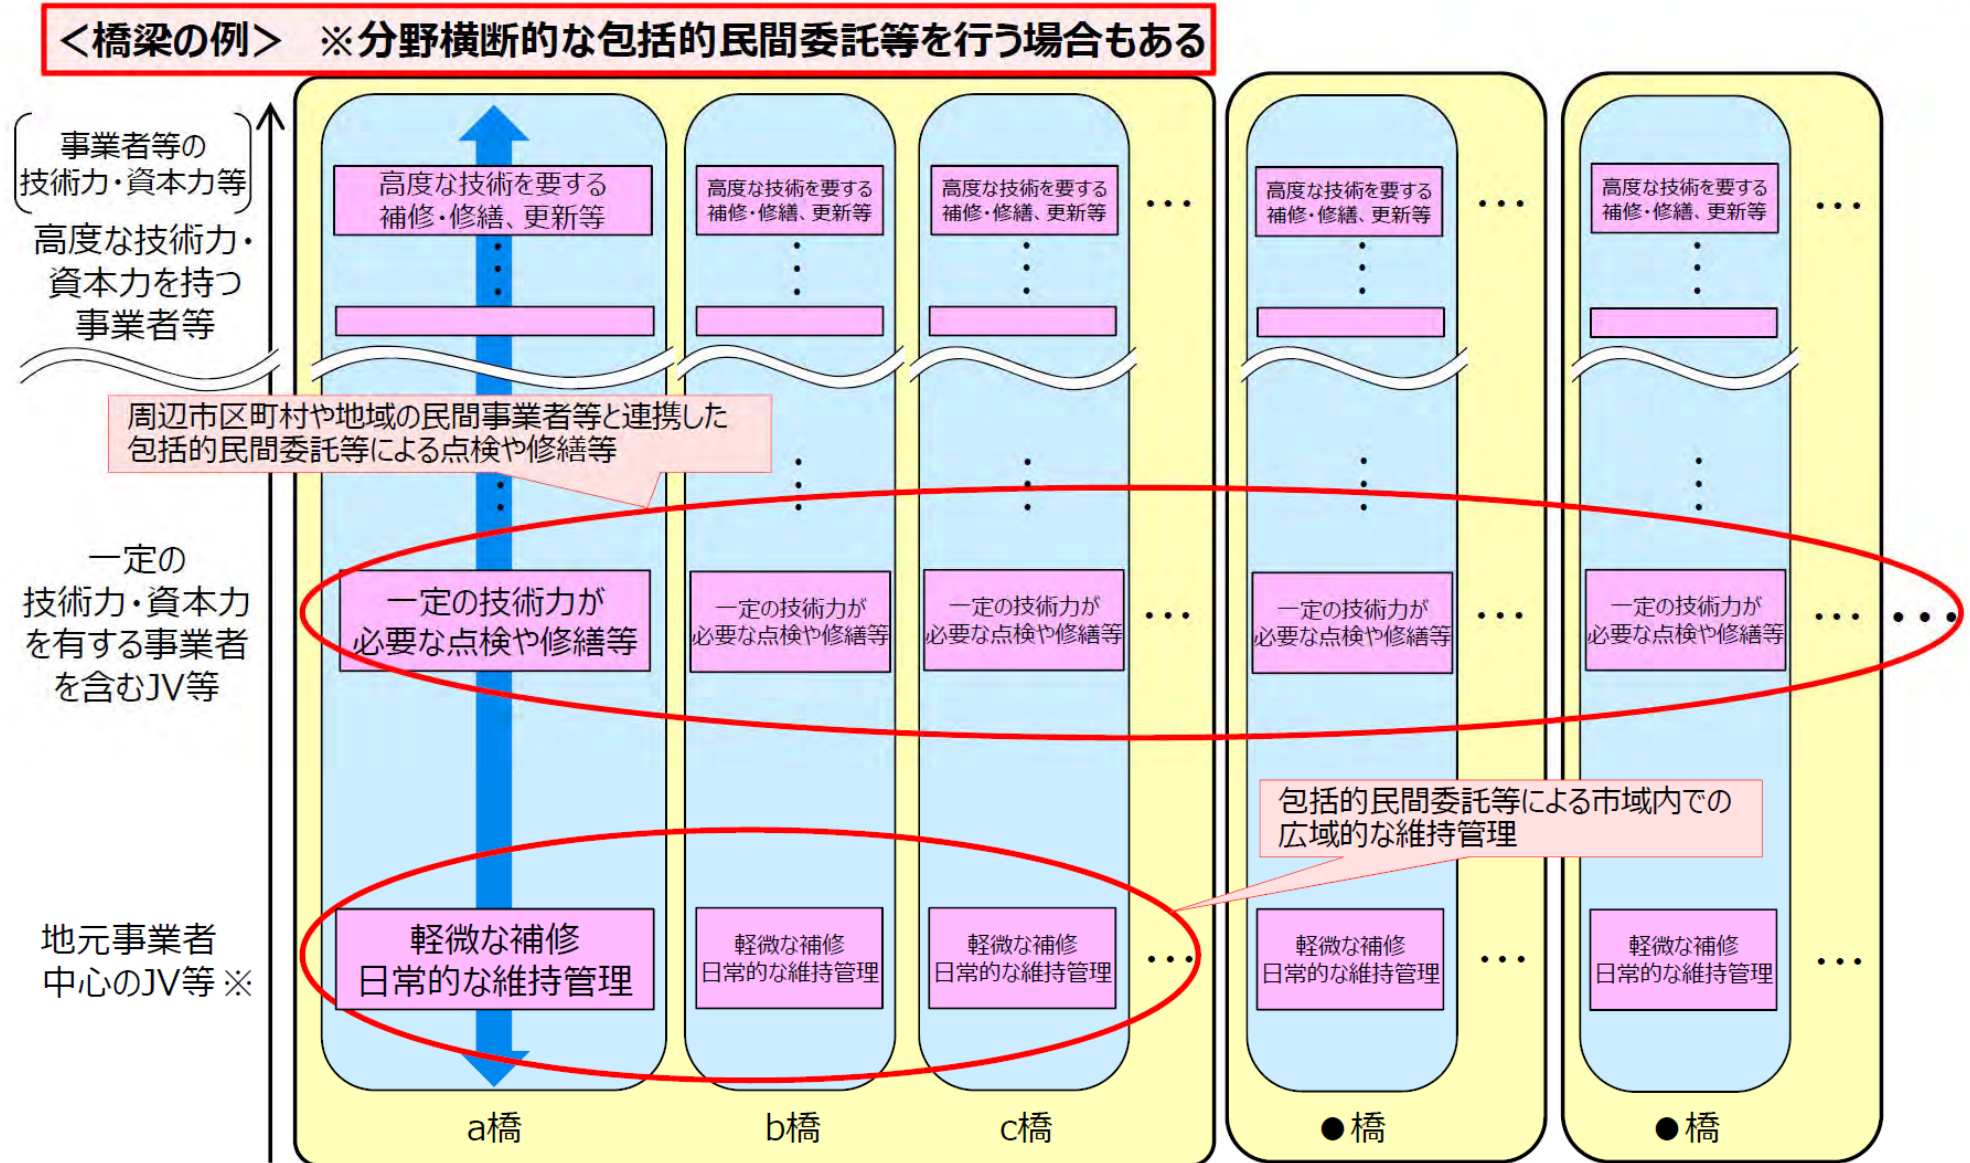 ＜橋梁の例＞　※分野横断的な包括的民間委託等を行う場合もある
事業者等の
技術力・資本力等
高度な技術力・
資本力を持つ
事業者等
高度な技術を要する
補修・修繕、更新等
高度な技術を要する
補修・修繕、更新等
高度な技術を要する
補修・修繕、更新等
…
高度な技術を要する
補修・修繕、更新等
…
高度な技術を要する
補修・修繕、更新等
…
周辺市区町村や地域の民間事業者等と連携した
包括的民間委託等による点検や修繕等
一定の
技術力・資本力
を有する事業者
を含むJV等
一定の技術力が
必要な点検や修繕等
一定の技術力が
必要な点検や修繕等
一定の技術力が
必要な点検や修繕等
…
一定の技術力が
必要な点検や修繕等
…
一定の技術力が
必要な点検や修繕等
… …
包括的民間委託等による市域内での
広域的な維持管理
地元事業者
中心のJV等※
軽微な補修
日常的な維持管理
軽微な補修
日常的な維持管理
軽微な補修
日常的な維持管理
…
軽微な補修
日常的な維持管理
…
軽微な補修
日常的な維持管理
…
a橋
b橋
c橋
●橋
●橋